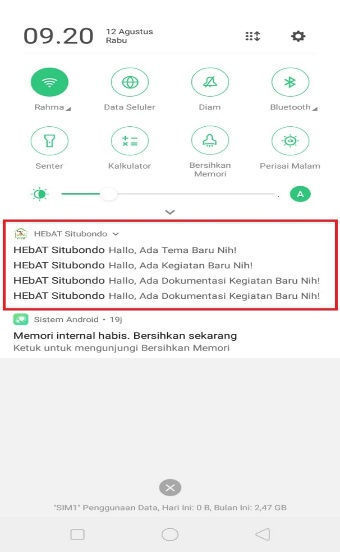 09.20
12 Agustus
Rabu
Rahma
Data Seluler
Diam
Bluetooth
Senter
Kalkulator
Bersihkan
Memori
Perisai Malam
A
HEbAT Situbondo
HEbAT Situbondo Hallo, Ada Tema Baru Nih!
HEbAT Situbondo Hallo, Ada Kegiatan Baru Nih!
HEbAT Situbondo Hallo, Ada Dokumentasi Kegiatan Baru Nih!
HEbAT Situbondo Hallo, Ada Dokumentasi Kegiatan Baru Nih!
Sistem Android • 19j
Memori internal habis. Bersihkan sekarang
Ketuk untuk mengunjungi Bersihkan Memori
"SIM1" Penggunaan Data, Hari Ini: 0 B, Bulan Ini: 2,47 GB